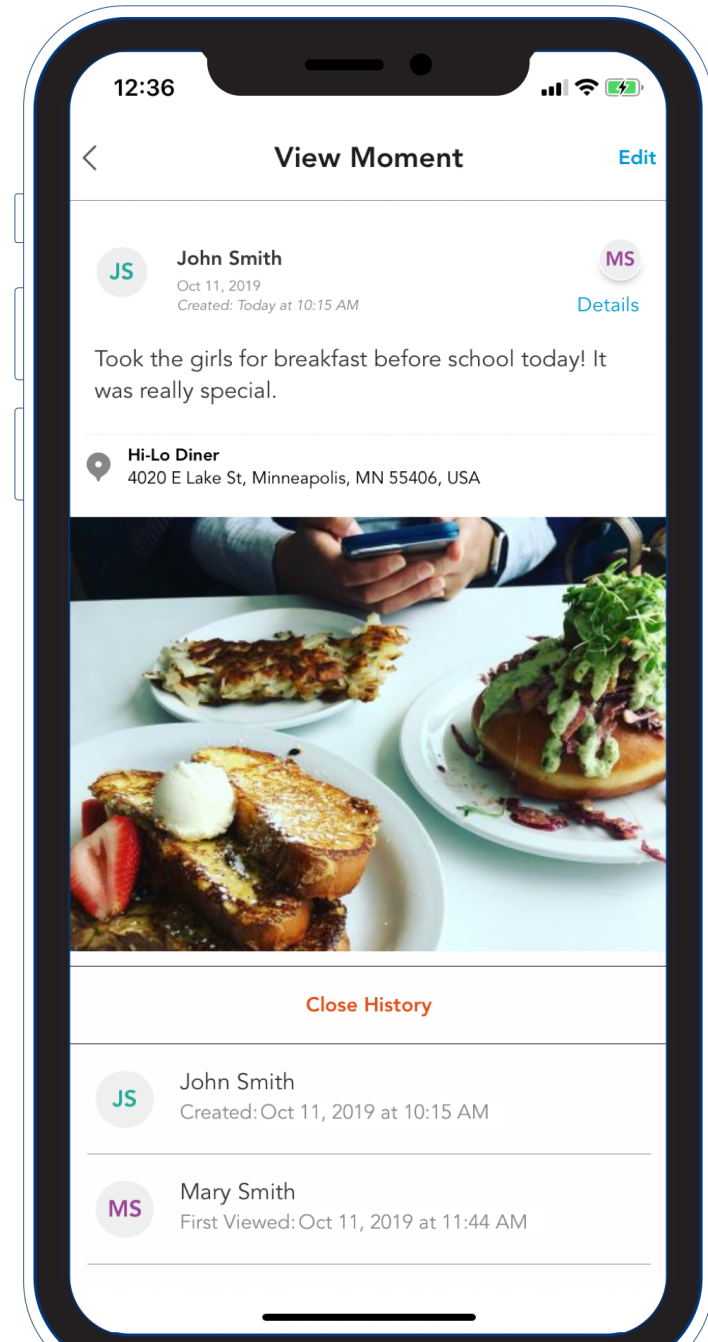 12:36
View Moment
Edit
JS
John Smith
MS
Oct 11, 2019
Created: Today at 10:15 AM
Details
Took the girls for breakfast before school today! It
was really special.
Hi-Lo Diner
4020 E Lake St, Minneapolis, MN 55406, USA
Close History
JS
John Smith
Created: Oct 11, 2019 at 10:15 AM
MS
Mary Smith
First Viewed: Oct 11, 2019 at 11:44 AM